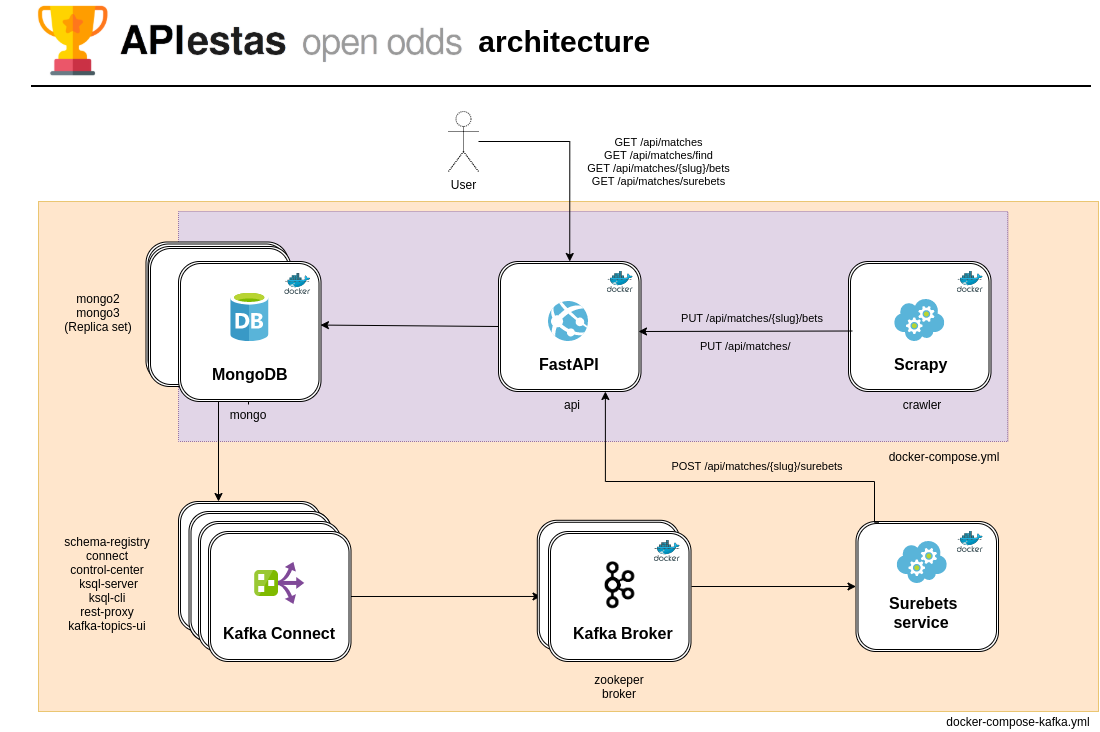 APIestas open odds architecture
GET /api/matches
GET /api/matches/find
GET /api/matches/{slug}/bets
GET /api/matches/surebets
User
mongo2
mongo3
(Replica set)
docker
DB
MongoDB
mongo
docker
FastAPI
api
PUT /api/matches/{slug}/bets
PUT /api/matches/
docker
Scrapy
crawler
docker-compose.yml
POST /api/matches/{slug}/surebets
schema-registry
connect
control-center
ksql-server
ksql-cli
rest-proxy
kafka-topics-ui
Kafka Connect
docker
Kafka Broker
zookeper
broker
docker
Surebets
service
docker-compose-kafka.yml